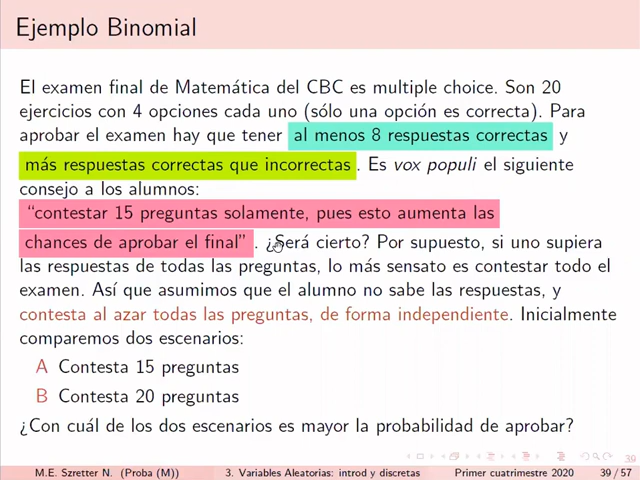 Ejemplo Binomial
El examen final de Matemática del CBC es multiple choice. Son 20
ejercicios con 4 opciones cada uno (sólo una opción es correcta). Para
aprobar el examen hay que tener al menos 8 respuestas correctas y
más respuestas correctas que incorrectas. Es vox populi el siguiente
consejo a los alumnos:
“contestar 15 preguntas solamente, pues esto aumenta las
chances de aprobar el final”. ¿Será cierto? Por supuesto, si uno supiera
las respuestas de todas las preguntas, lo más sensato es contestar todo el
examen. Así que asumimos que el alumno no sabe las respuestas, y
contesta al azar todas las preguntas, de forma independiente. Inicialmente
comparemos dos escenarios:
A Contesta 15 preguntas
B Contesta 20 preguntas
¿Con cuál de los dos escenarios es mayor la probabilidad de aprobar?
39
M.E. Szretter N. (Proba (M)) 3. Variables Aleatorias: introd y discretas Primer cuatrimestre 2020 39 / 57